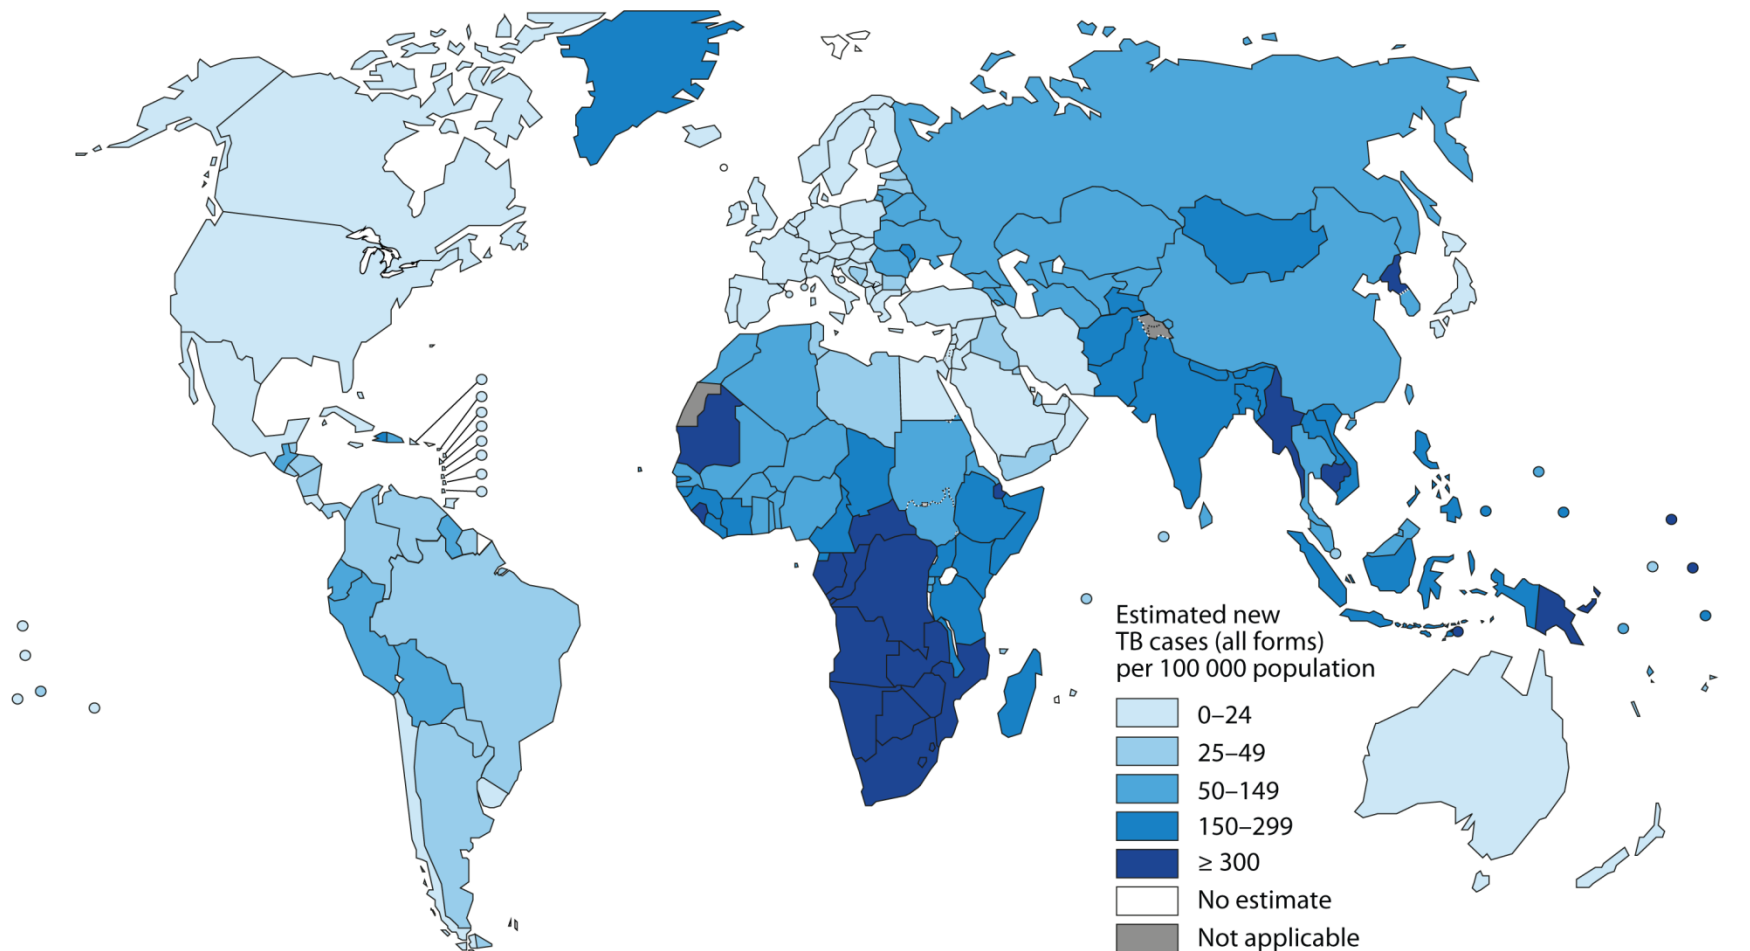 Estimated new
TB cases (all forms)
per 100 000 population
0–24
25–49
50–149
150–299
≥ 300
No estimate
Not applicable